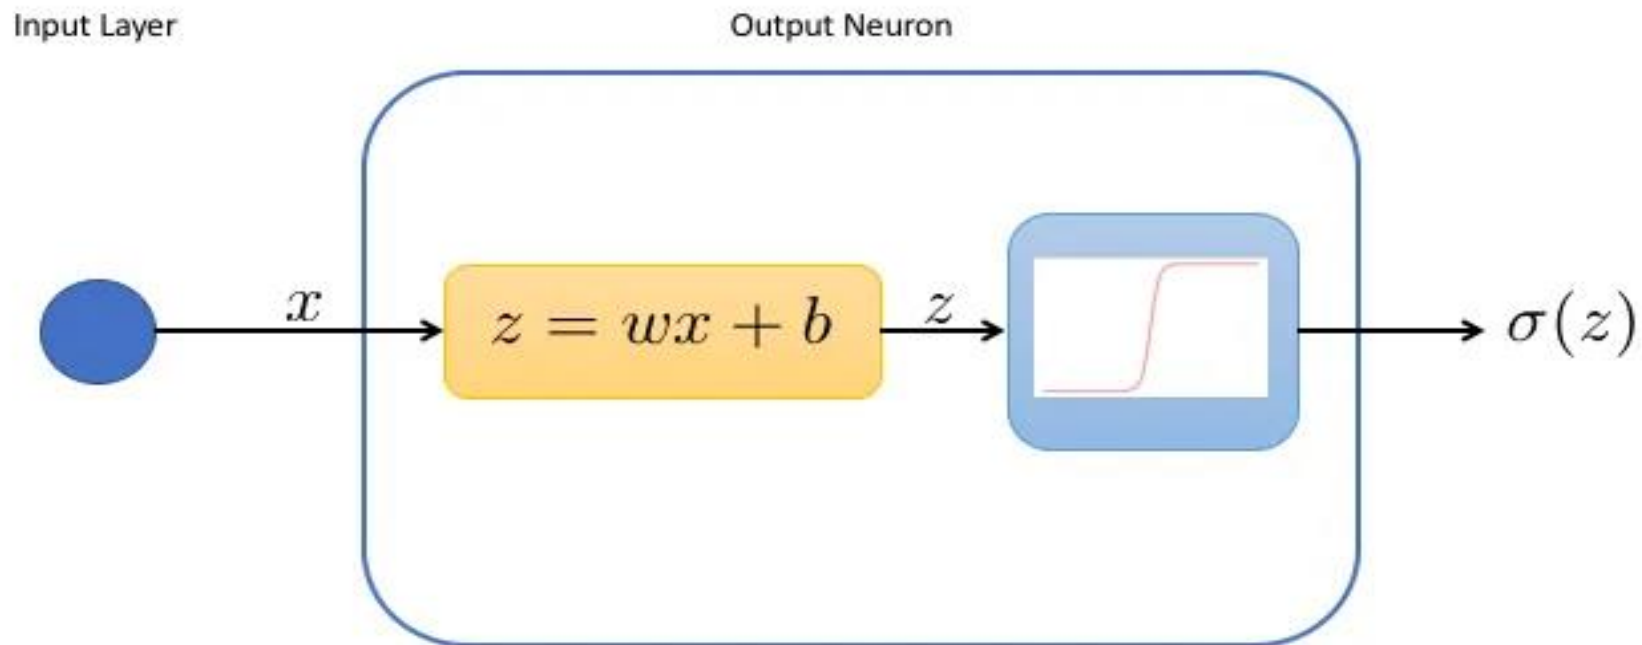 Input Layer
Output Neuron
x
z = wx + b
z
σ(z)